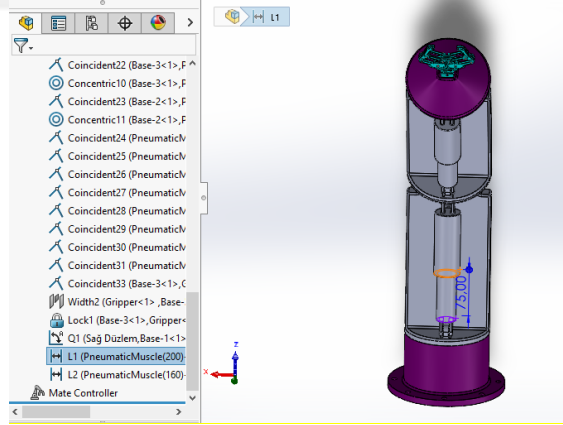 L1
Coincident22 (Base-3<1>,F
Concentric10 (Base-3<1>,F
Coincident23 (Base-2<1>,F
Concentric11 (Base-2<1>,F
Coincident24 (PneumaticM
Coincident25 (PneumaticM
Coincident26 (PneumaticM
Coincident27 (PneumaticM
Coincident28 (PneumaticM
Coincident29 (PneumaticM
Coincident30 (PneumaticM
Coincident31 (PneumaticM
Coincident33 (Base-3<1>,G
Width2 (Gripper<1> ,Base-
Lock1 (Base-3<1>,Gripper<
Q1 (Sağ Düzlem,Base-1<1>
L1 (PneumaticMuscle(200)-
L2 (PneumaticMuscle(160)-
Mate Controller
75,00
z
x